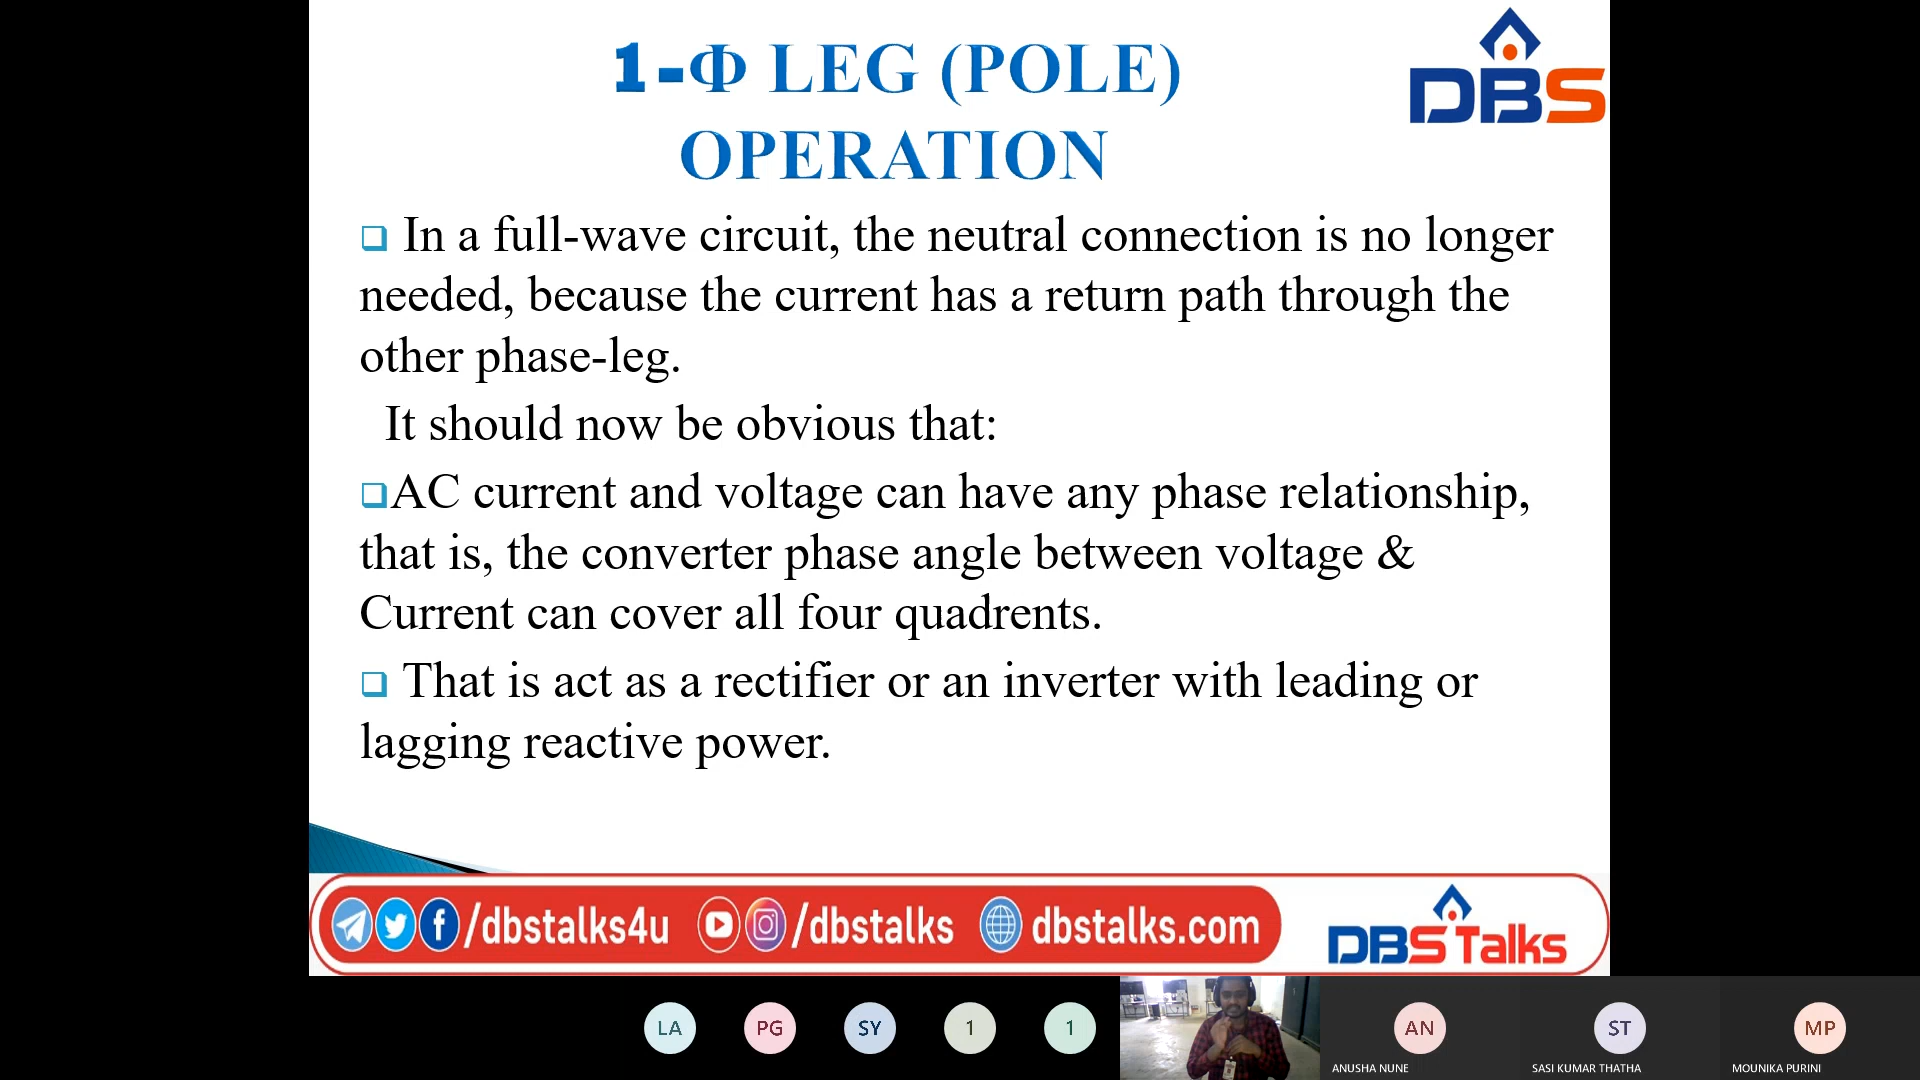 1-Φ LEG (POLE)
OPERATION
DBS
In a full-wave circuit, the neutral connection is no longer
needed, because the current has a return path through the
other phase-leg.
It should now be obvious that:
AC current and voltage can have any phase relationship,
that is, the converter phase angle between voltage &
Current can cover all four quadrents.
That is act as a rectifier or an inverter with leading or
lagging reactive power.
/dbstalks4u /dbstalks dbstalks.com
DBS Talks
LA PG SY 1 1 AN ST MP
ANUSHA NUNE SASI KUMAR THATHA MOUNIKA PURINI